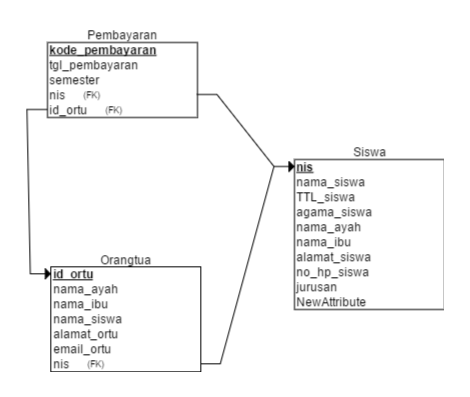 Pembayaran
kode_pembayaran
tgl_pembayaran
semester
nis (FK)
id_ortu (FK)
Siswa
nis
nama_siswa
TTL_siswa
agama_siswa
nama_ayah
nama_ibu
alamat_siswa
no_hp_siswa
jurusan
NewAttribute
Orangtua
id_ortu
nama_ayah
nama_ibu
nama_siswa
alamat_ortu
email_ortu
nis (FK)